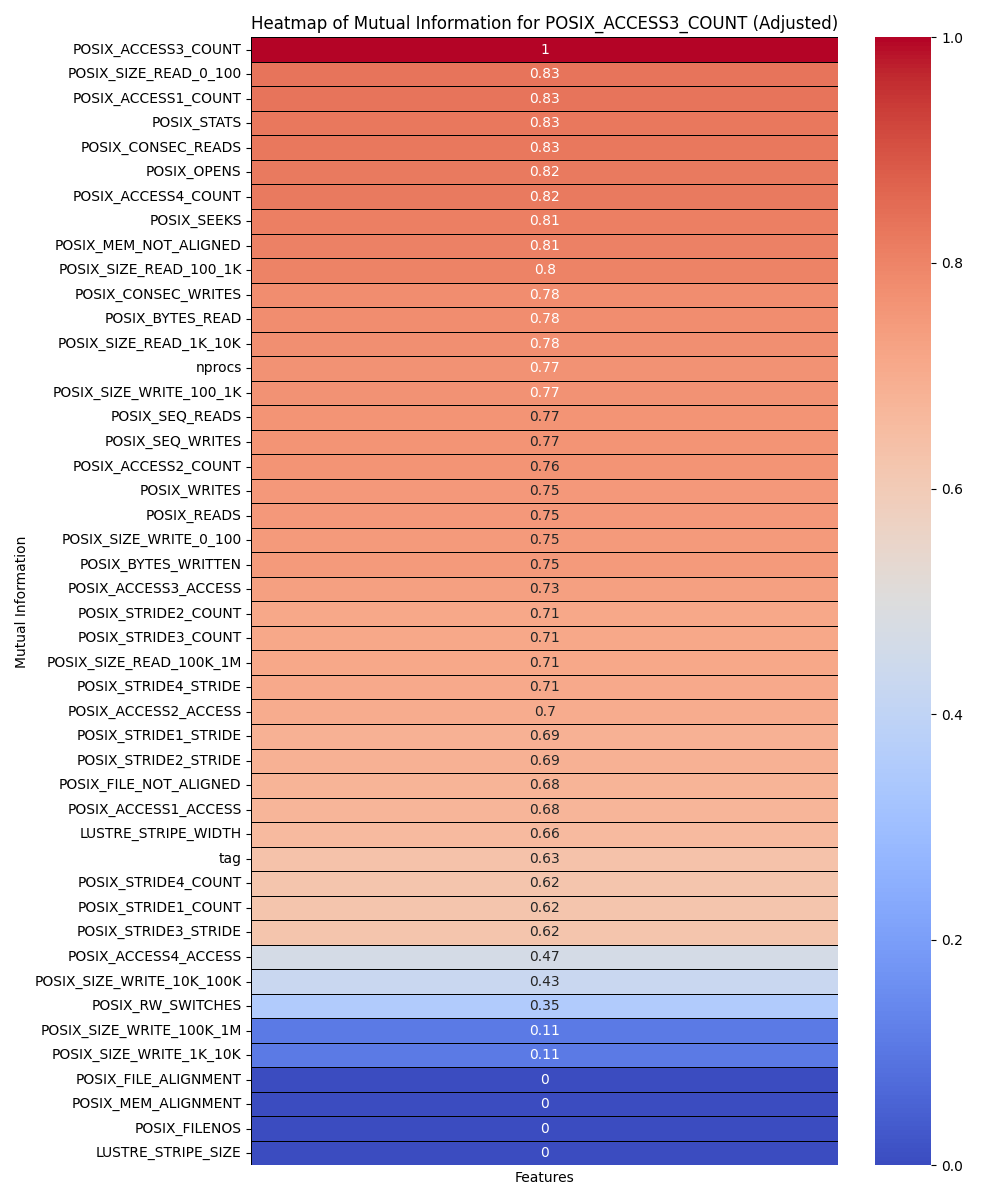 Heatmap of Mutual Information for POSIX_ACCESS3_COUNT (Adjusted)
POSIX_ACCESS3_COUNT 1
POSIX_SIZE_READ_0_100 0.83
POSIX_ACCESS1_COUNT 0.83
POSIX_STATS 0.83
POSIX_CONSEC_READS 0.83
POSIX_OPENS 0.82
POSIX_ACCESS4_COUNT 0.82
POSIX_SEEKS 0.81
POSIX_MEM_NOT_ALIGNED 0.81
POSIX_SIZE_READ_100_1K 0.8
POSIX_CONSEC_WRITES 0.78
POSIX_BYTES_READ 0.78
POSIX_SIZE_READ_1K_10K 0.78
nprocs 0.77
POSIX_SIZE_WRITE_100_1K 0.77
POSIX_SEQ_READS 0.77
POSIX_SEQ_WRITES 0.77
POSIX_ACCESS2_COUNT 0.76
POSIX_WRITES 0.75
POSIX_READS 0.75
POSIX_SIZE_WRITE_0_100 0.75
POSIX_BYTES_WRITTEN 0.75
POSIX_ACCESS3_ACCESS 0.73
POSIX_STRIDE2_COUNT 0.71
POSIX_STRIDE3_COUNT 0.71
POSIX_SIZE_READ_100K_1M 0.71
POSIX_STRIDE4_STRIDE 0.71
POSIX_ACCESS2_ACCESS 0.7
POSIX_STRIDE1_STRIDE 0.69
POSIX_STRIDE2_STRIDE 0.69
POSIX_FILE_NOT_ALIGNED 0.68
POSIX_ACCESS1_ACCESS 0.68
LUSTRE_STRIPE_WIDTH 0.66
tag 0.63
POSIX_STRIDE4_COUNT 0.62
POSIX_STRIDE1_COUNT 0.62
POSIX_STRIDE3_STRIDE 0.62
POSIX_ACCESS4_ACCESS 0.47
POSIX_SIZE_WRITE_10K_100K 0.43
POSIX_RW_SWITCHES 0.35
POSIX_SIZE_WRITE_100K_1M 0.11
POSIX_SIZE_WRITE_1K_10K 0.11
POSIX_FILE_ALIGNMENT 0
POSIX_MEM_ALIGNMENT 0
POSIX_FILENOS 0
LUSTRE_STRIPE_SIZE 0
Mutual Information
Features
1.0
0.8
0.6
0.4
0.2
0.0